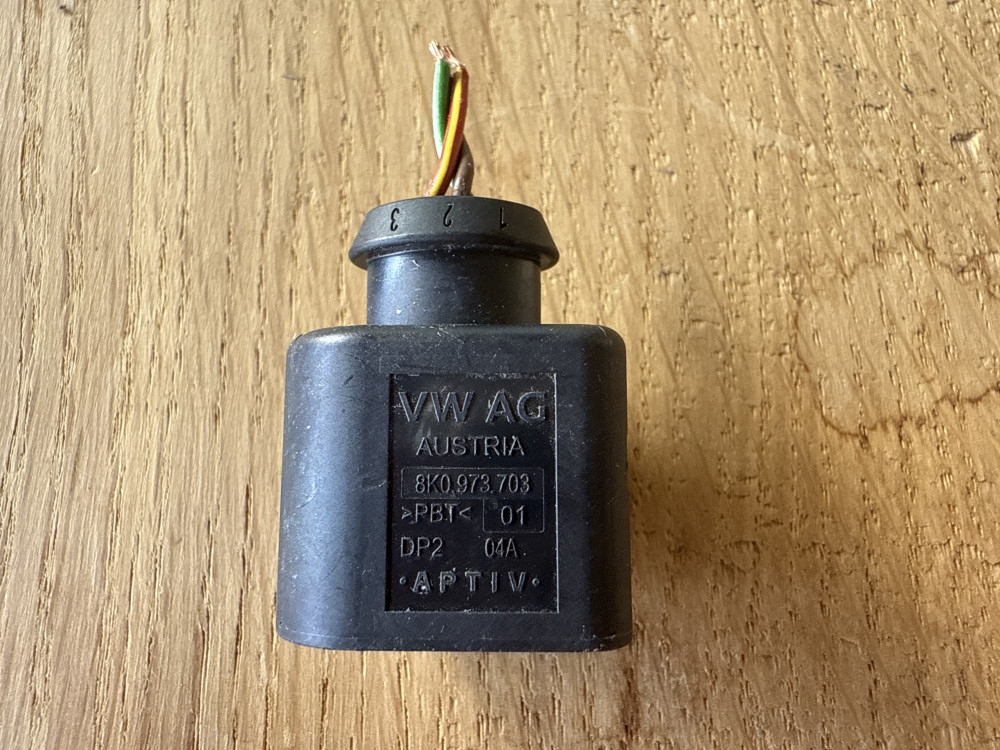 3 2 1
VW AG
AUSTRIA
8K0.973.703
>PBT< 01
DP2 04A
·APTIV·